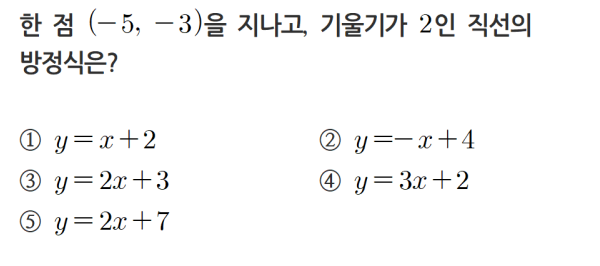 한 점 (−5, −3)을 지나고, 기울기가 2인 직선의
방정식은?
① y=x+2 ② y=−x+4
③ y=2x+3 ④ y=3x+2
⑤ y=2x+7